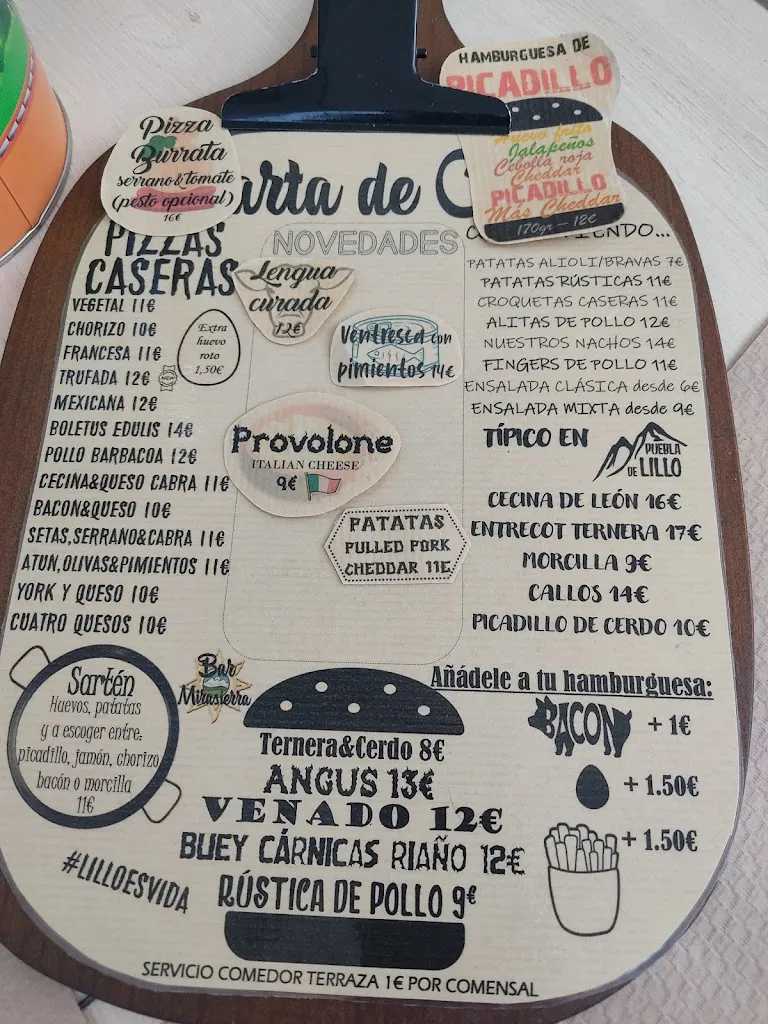 Pizza
Burrata
serrano&tomate
(pesto opcional)
16€
HAMBURGUESA DE
PICADILLO
Huevo frito
Jalapeños
Cebolla roja
Cheddar
PICADILLO
Más Cheddar
170gr - 12€
arta de C
PIZZAS
CASERAS
VEGETAL 11€
CHORIZO 10€
FRANCESA 11€
TRUFADA 12€
NEW
MEXICANA 12€
BOLETUS EDULIS 14€
POLLO BARBACOA 12€
CECINA&QUESO CABRA 11€
BACON&QUESO 10€
SETAS,SERRANO&CABRA 11€
ATUN,OLIVAS&PIMIENTOS 11€
YORK Y QUESO 10€
CUATRO QUESOS 10€
Extra
huevo
roto
1,50€
NOVEDADES
Lengua
curada
12€
Ventresca con
pimientos 14€
Provolone
ITALIAN CHEESE
9€
PATATAS
PULLED PORK
CHEDDAR 11€
IENDO...
PATATAS ALIOLI/BRAVAS 7€
PATATAS RÚSTICAS 11€
CROQUETAS CASERAS 11€
ALITAS DE POLLO 12€
NUESTROS NACHOS 14€
FINGERS DE POLLO 11€
ENSALADA CLÁSICA desde 6€
ENSALADA MIXTA desde 9€
TÍPICO EN
PUEBLA
DE LILLO
CECINA DE LEÓN 16€
ENTRECOT TERNERA 17€
MORCILLA 9€
CALLOS 14€
PICADILLO DE CERDO 10€
Sartén
Huevos, patatas
y a escoger entre:
picadillo, jamón, chorizo
bacón o morcilla
11€
Bar
Mirasierra
Ternera&Cerdo 8€
ANGUS 13€
VENADO 12€
BUEY CÁRNICAS RIAÑO 12€
RÚSTICA DE POLLO 9€
Añádele a tu hamburguesa:
BACON + 1€
+ 1.50€
+ 1.50€
#LILLOESVIDA
SERVICIO COMEDOR TERRAZA 1€ POR COMENSAL